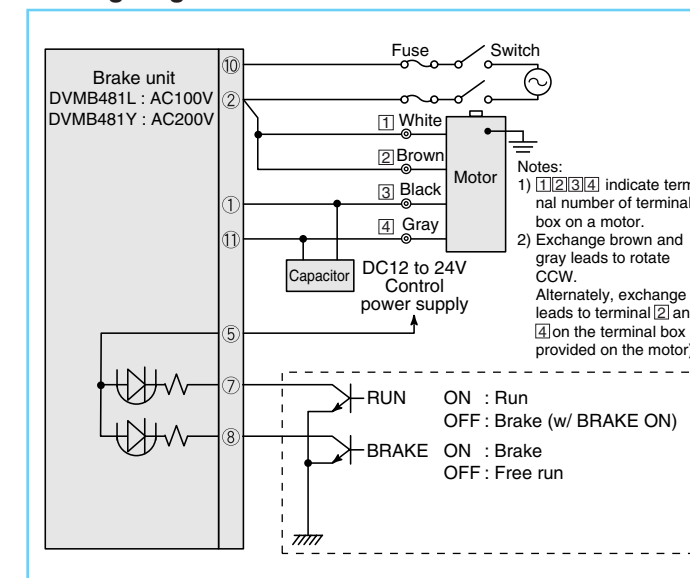 Fuse Switch
Brake unit
DVMB481L : AC100V
DVMB481Y : AC200V
⑩
②
①
⑪
⑤
⑦
⑧
1 White
2 Brown
3 Black
4 Gray
Motor
Capacitor
DC12 to 24V
Control
power supply
Notes:
1) 1 2 3 4 indicate
nal number of terminal
box on a motor.
2) Exchange brown and
gray leads to rotate
CCW.
Alternately, exchange
leads to terminal 2
4 on the terminal box
provided on the motor)
RUN ON : Run
OFF : Brake (w/ BRAKE ON)
BRAKE ON : Brake
OFF : Free run